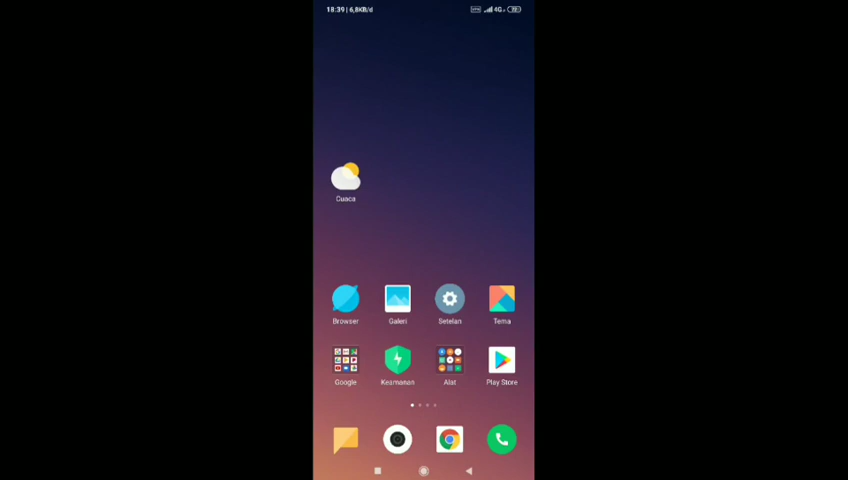 18:39 | 6,8KB/d
4G
Cuaca
Browser
Galeri
Setelan
Tema
Google
Keamanan
Alat
Play Store